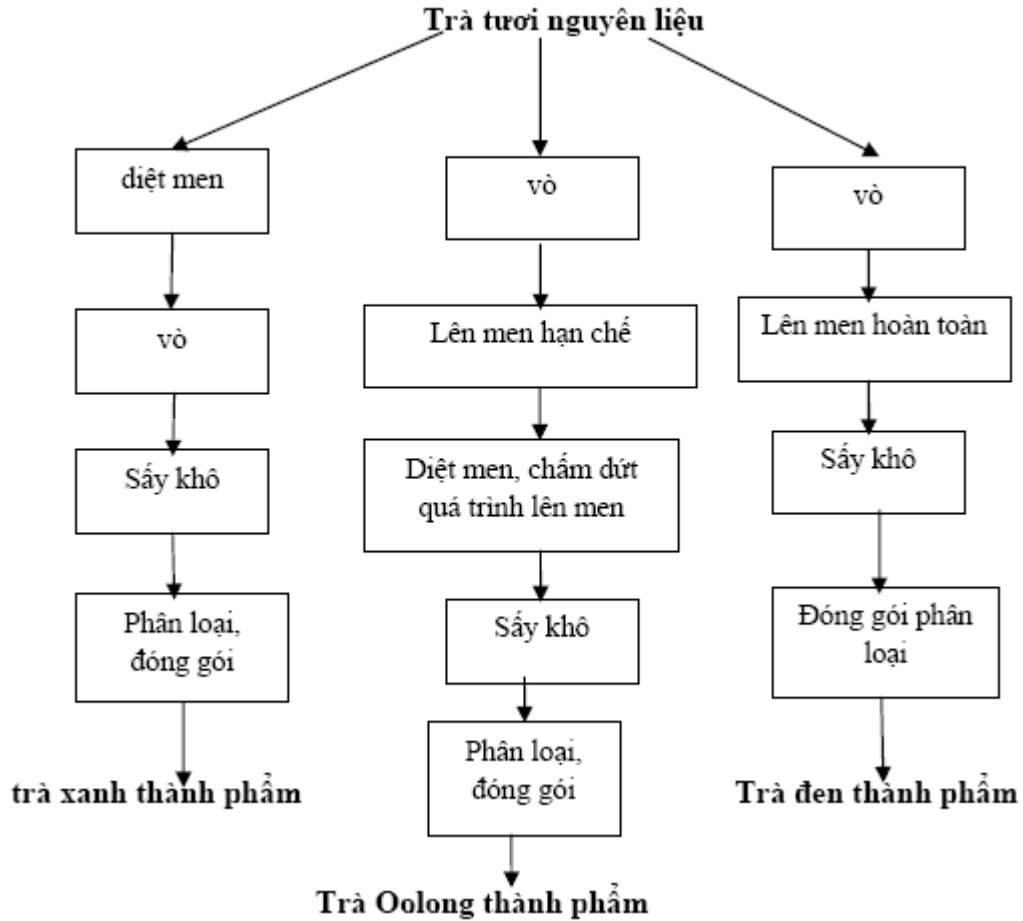 Trà tươi nguyên liệu
diệt men
vò
Sấy khô
Phân loại,
đóng gói
trà xanh thành phẩm
vò
Lên men hạn chế
Diệt men, chấm dứt
quá trình lên men
Sấy khô
Phân loại,
đóng gói
Trà Oolong thành phẩm
vò
Lên men hoàn toàn
Sấy khô
Đóng gói phân
loại
Trà đen thành phẩm